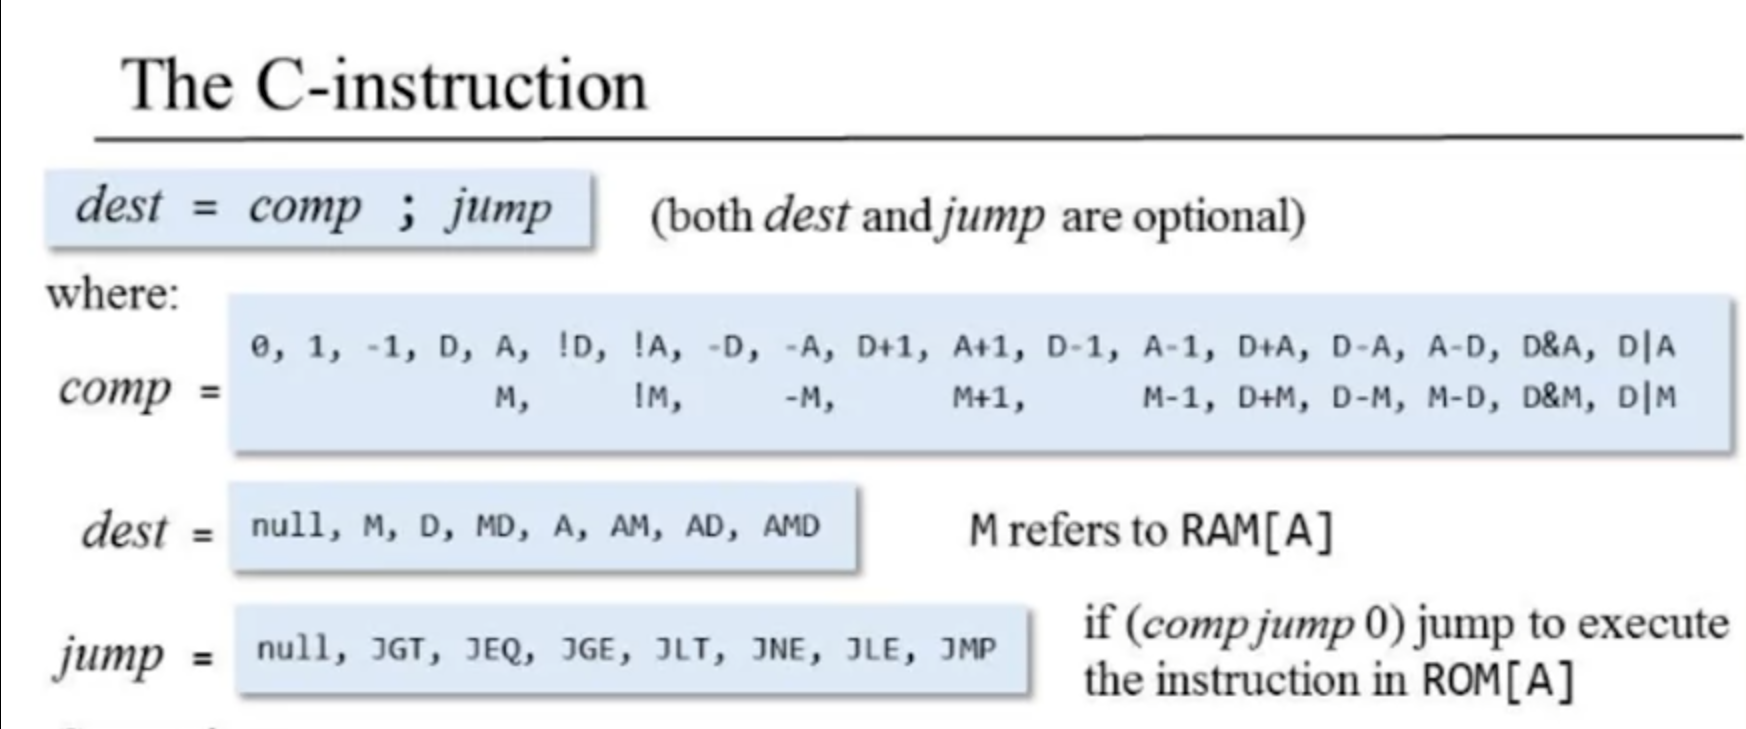 The C-instruction
dest = comp ; jump (both dest and jump are optional)
where:
comp =
0, 1, -1, D, A, !D, !A, -D, -A, D+1, A+1, D-1, A-1, D+A, D-A, A-D, D&A, D|A
M, !M, -M, M+1, M-1, D+M, D-M, M-D, D&M, D|M
dest = null, M, D, MD, A, AM, AD, AMD M refers to RAM[A]
jump = null, JGT, JEQ, JGE, JLT, JNE, JLE, JMP
if (comp jump 0) jump to execute
the instruction in ROM[A]